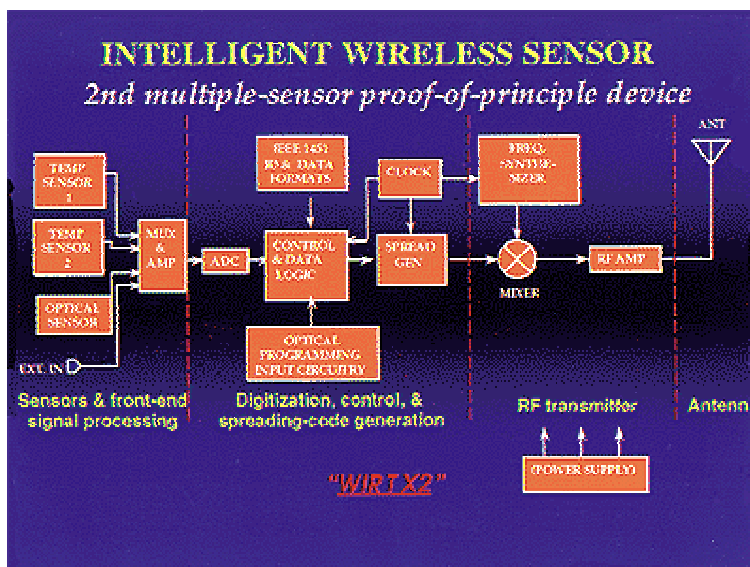 INTELLIGENT WIRELESS SENSOR
2nd multiple-sensor proof-of-principle device
ANT
TEMP
SENSOR
1
TEMP
SENSOR
2
OPTICAL
SENSOR
EXT. IN
MUX
&
AMP
ADC
IEEE 1451
DATA
FORMATS
CONTROL
& DATA
LOGIC
OPTICAL
PROGRAMMING
INPUT CIRCUITRY
CLOCK
SPREAD
GEN
FREQ.
SYNTHE-
SIZER
MIXER
RF AMP
Sensors & front-end
signal processing
Digitization, control, &
spreading-code generation
RF transmitter
Antenn
(POWER SUPPLY)
"WIRTX2"